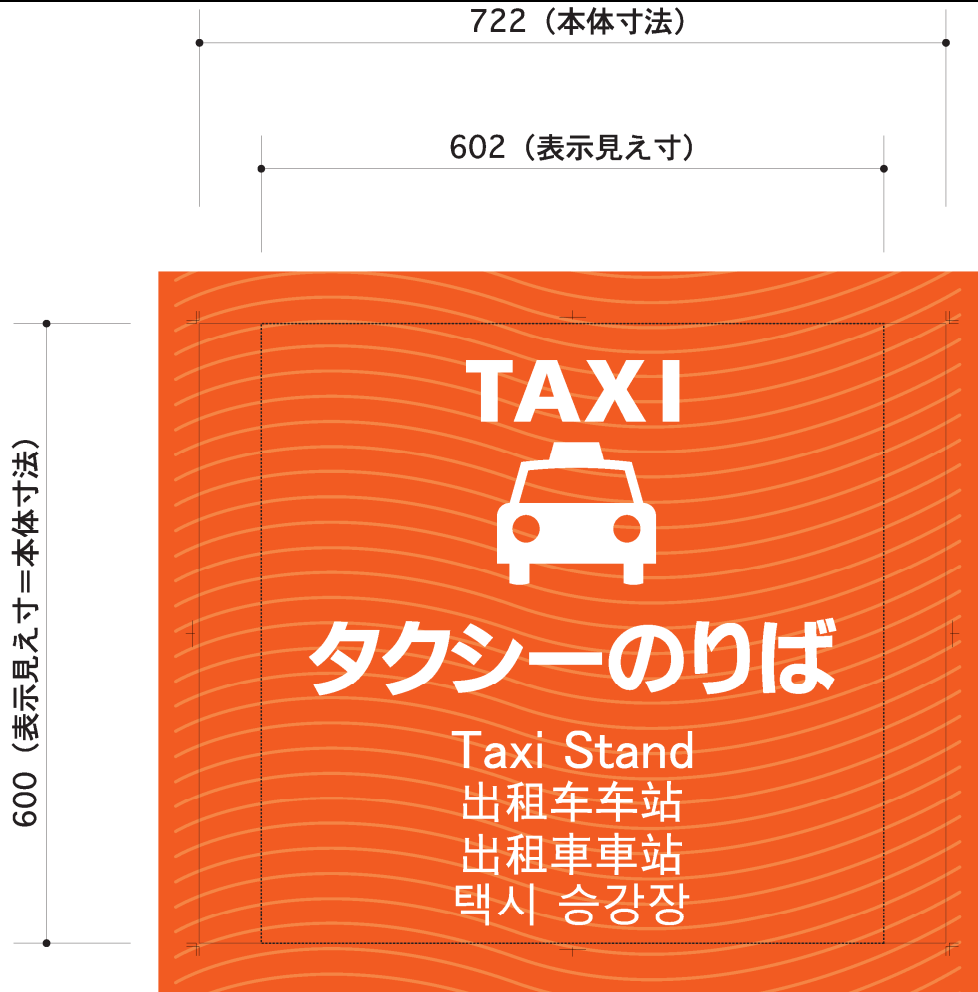 722（本体寸法）
602（表示見え寸）
600（表示見え寸＝本体寸法）
TAXI
タクシーのりば
Taxi Stand
出租车车站
出租車車站
택시 승강장